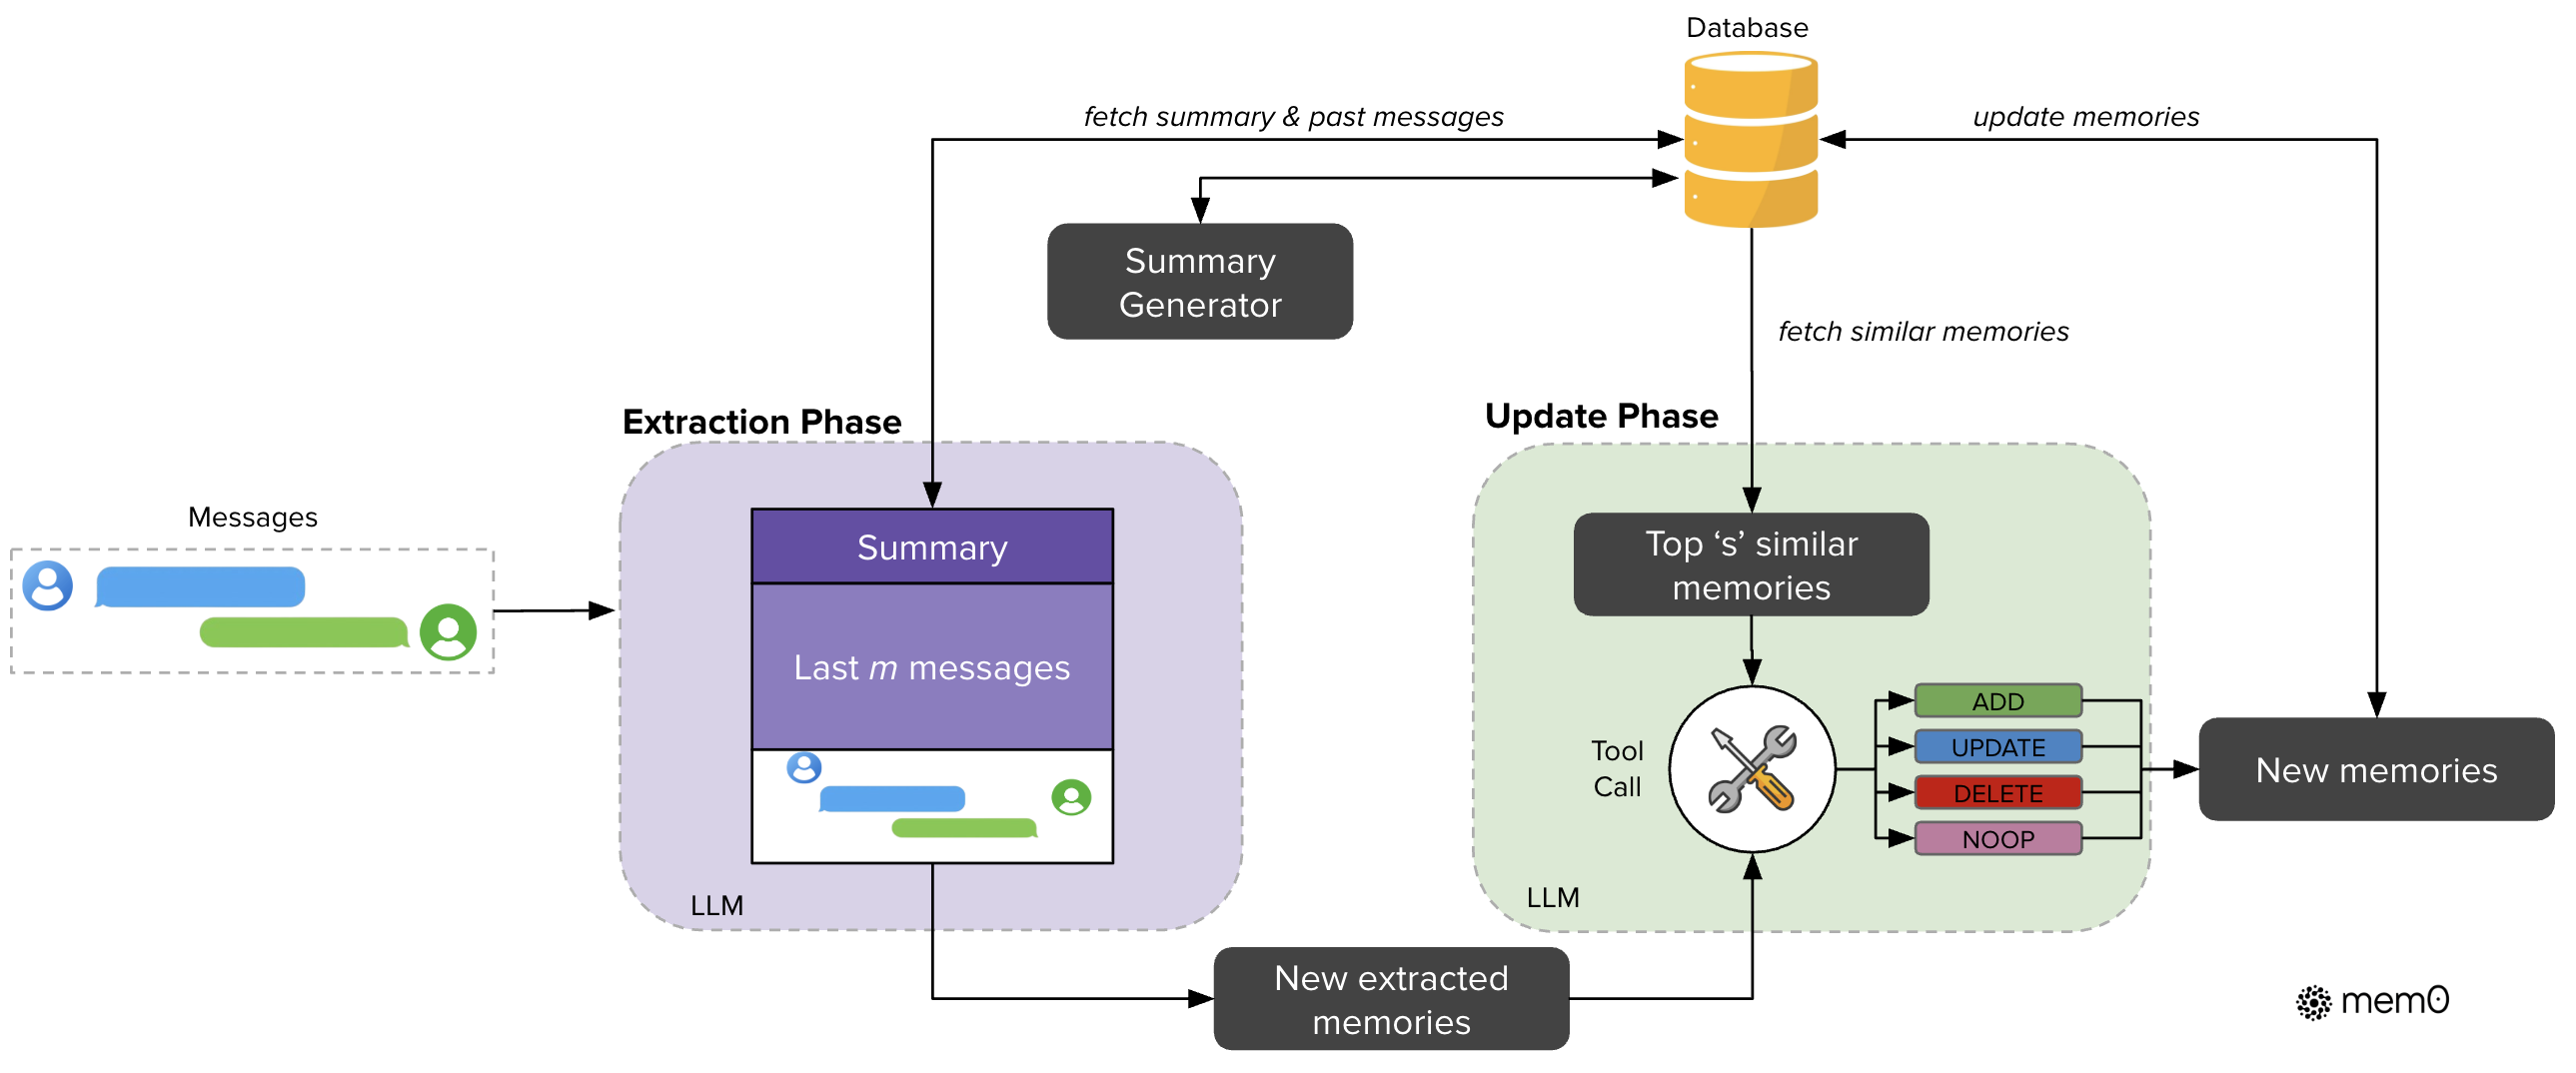 Database
fetch summary & past messages
update memories
Summary
Generator
fetch similar memories
Extraction Phase
Update Phase
Messages
Summary
Last m messages
LLM
Top ‘s’ similar
memories
Tool
Call
ADD
UPDATE
DELETE
NOOP
LLM
New memories
New extracted
memories
mem0